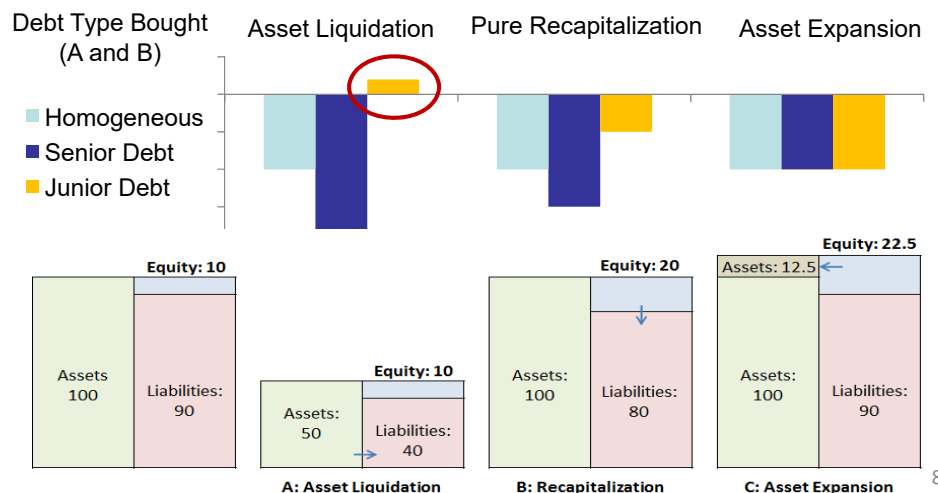 Debt Type Bought
(A and B)
Asset Liquidation
Pure Recapitalization
Asset Expansion
Homogeneous
Senior Debt
Junior Debt
Equity: 10
Assets
100
Liabilities:
90
Equity: 10
Assets:
50
Liabilities:
40
A: Asset Liquidation
Equity: 20
Assets:
100
Liabilities:
80
B: Recapitalization
Equity: 22.5
Assets: 12.5
Assets:
100
Liabilities:
90
C: Asset Expansion